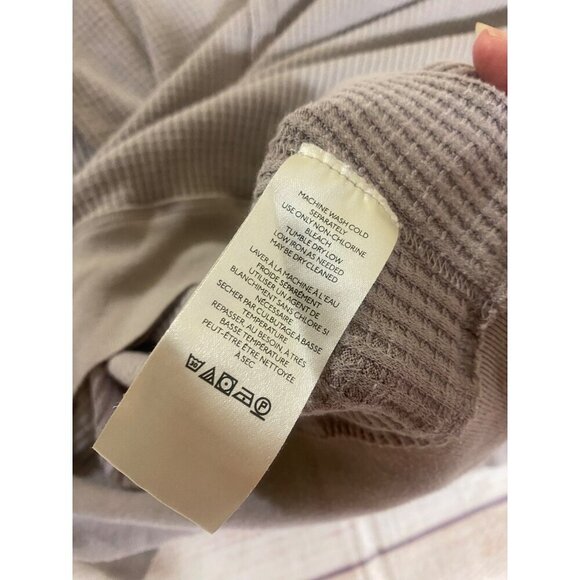 MACHINE WASH COLD
SEPARATELY
USE ONLY NON-CHLORINE
BLEACH
TUMBLE DRY LOW
LOW IRON AS NEEDED
MAY BE DRY CLEANED
LAVER À LA MACHINE À L'EAU
FROIDE SÉPARÉMENT
UTILISER UN AGENT DE
BLANCHIMENT SANS CHLORE SI
NÉCESSAIRE
SÉCHER PAR CULBUTAGE À BASSE
TEMPÉRATURE
REPASSER, AU BESOIN, À TRÈS
BASSE TEMPÉRATURE
PEUT-ÊTRE ÊTRE NETTOYÉE
À SEC
30 P